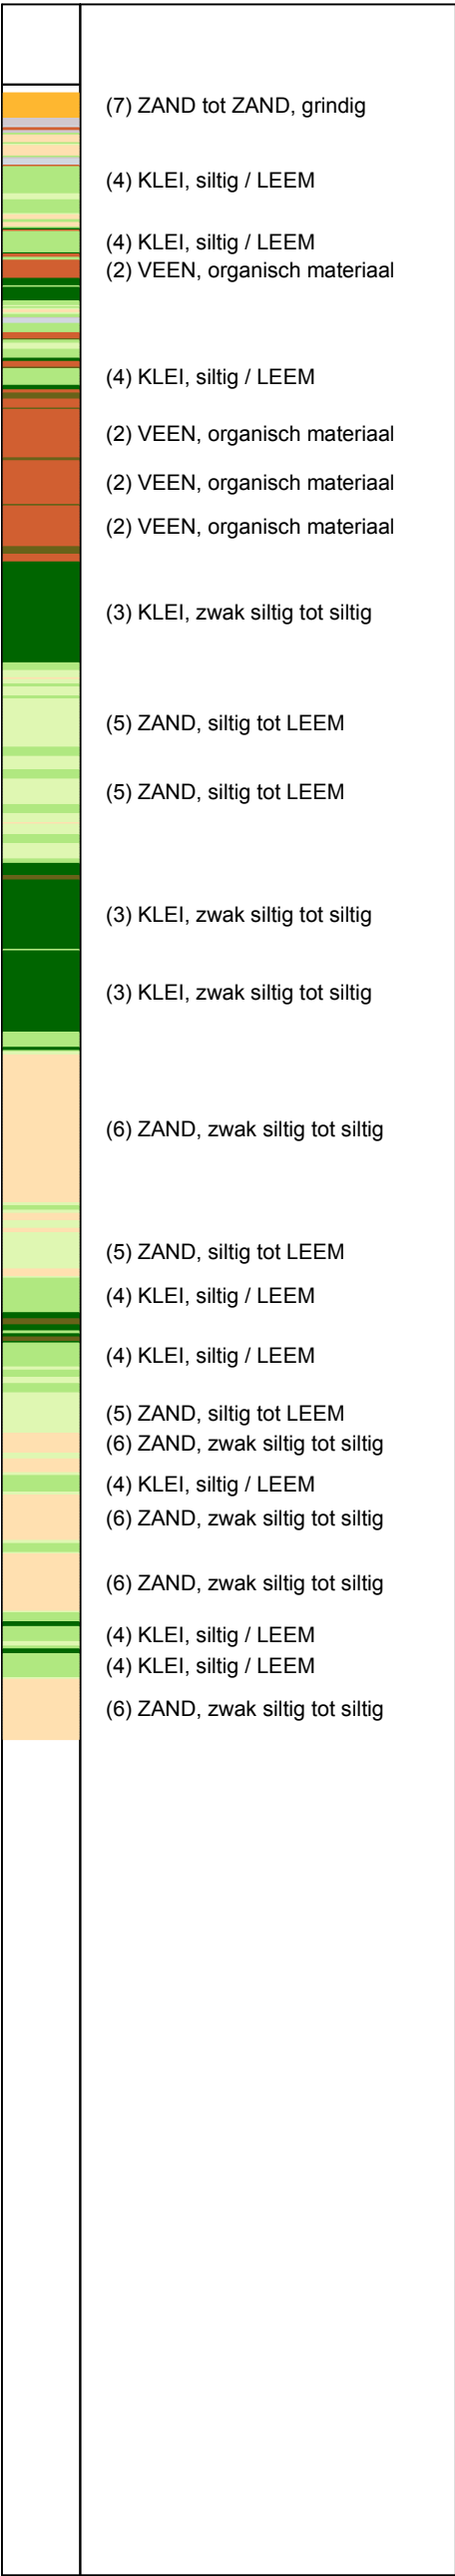 (7) ZAND tot ZAND, grindig
(4) KLEI, siltig / LEEM
(4) KLEI, siltig / LEEM
(2) VEEN, organisch materiaal
(4) KLEI, siltig / LEEM
(2) VEEN, organisch materiaal
(2) VEEN, organisch materiaal
(2) VEEN, organisch materiaal
(3) KLEI, zwak siltig tot siltig
(5) ZAND, siltig tot LEEM
(5) ZAND, siltig tot LEEM
(3) KLEI, zwak siltig tot siltig
(3) KLEI, zwak siltig tot siltig
(6) ZAND, zwak siltig tot siltig
(5) ZAND, siltig tot LEEM
(4) KLEI, siltig / LEEM
(4) KLEI, siltig / LEEM
(5) ZAND, siltig tot LEEM
(6) ZAND, zwak siltig tot siltig
(4) KLEI, siltig / LEEM
(6) ZAND, zwak siltig tot siltig
(6) ZAND, zwak siltig tot siltig
(4) KLEI, siltig / LEEM
(4) KLEI, siltig / LEEM
(6) ZAND, zwak siltig tot siltig